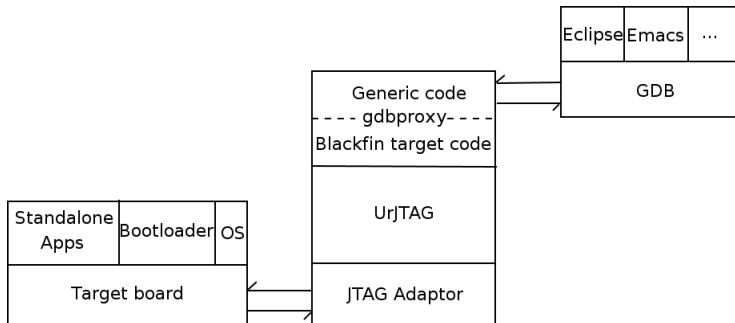 Eclipse Emacs ...
GDB
Generic code
gdbproxy
Blackfin target code
UrJTAG
JTAG Adaptor
Standalone
Apps
Bootloader
OS
Target board